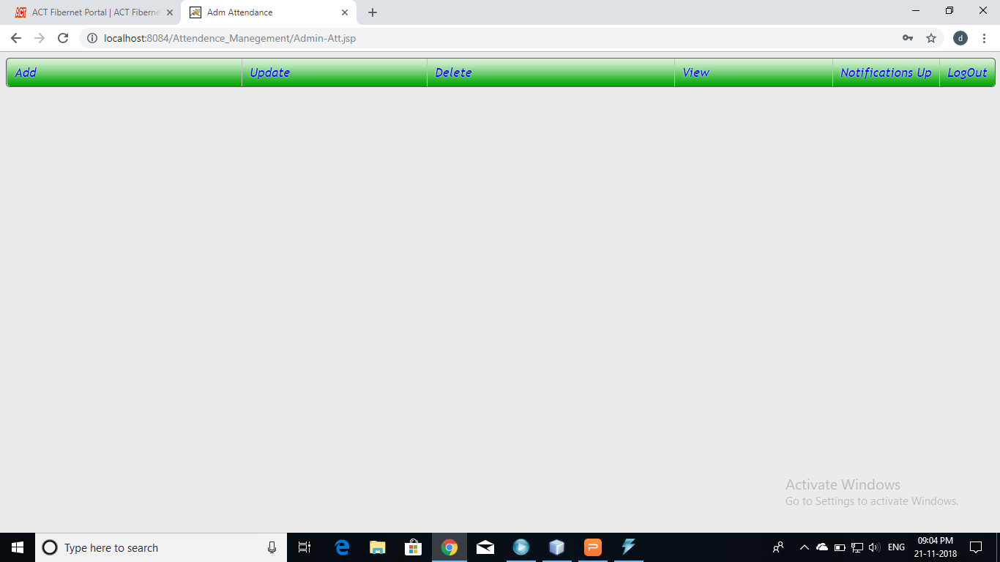 ACT Fibernet Portal | ACT Fiberne
Adm Attendance
localhost:8084/Attendence_Manegement/Admin-Att.jsp
d
Add
Update
Delete
View
Notifications Up
LogOut
Activate Windows
Go to Settings to activate Windows.
Type here to search
ENG
09:04 PM
21-11-2018